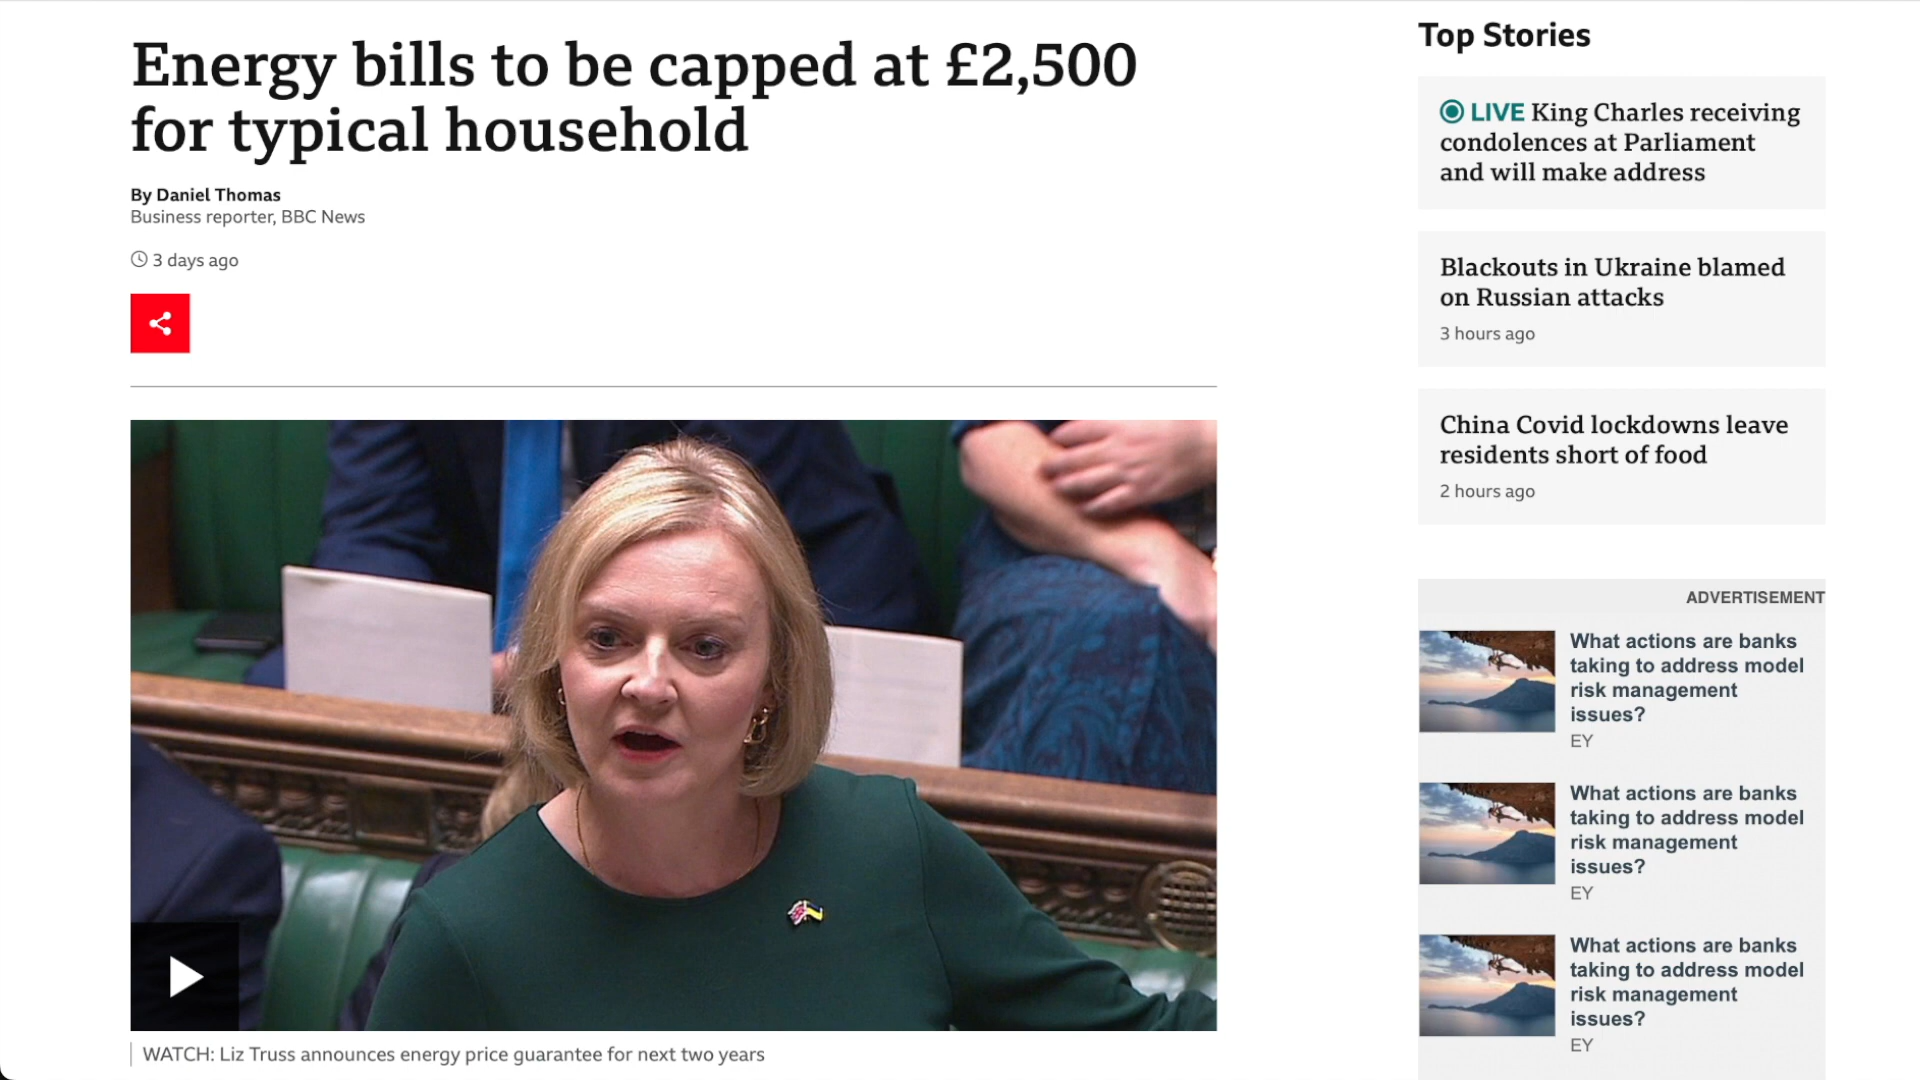 Energy bills to be capped at £2,500
for typical household
By Daniel Thomas
Business reporter, BBC News
3 days ago
WATCH: Liz Truss announces energy price guarantee for next two years
Top Stories
LIVE King Charles receiving
condolences at Parliament
and will make address
Blackouts in Ukraine blamed
on Russian attacks
3 hours ago
China Covid lockdowns leave
residents short of food
2 hours ago
ADVERTISEMENT
What actions are banks
taking to address model
risk management
issues?
EY
What actions are banks
taking to address model
risk management
issues?
EY
What actions are banks
taking to address model
risk management
issues?
EY